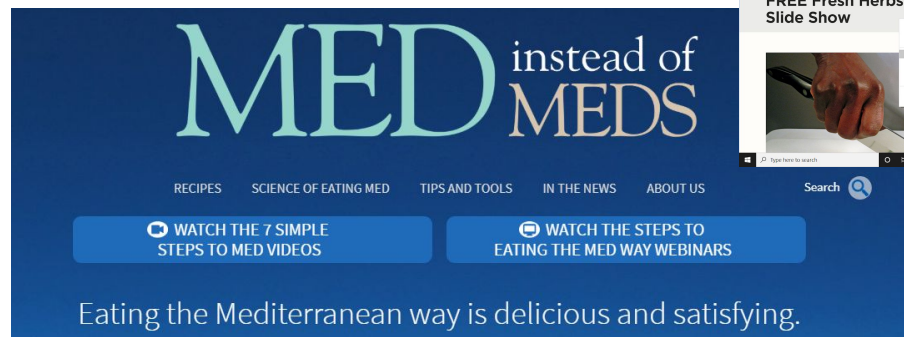 FREE Fresh Herbs
Slide Show
MED instead of
MEDS
Type here to search
RECIPES SCIENCE OF EATING MED TIPS AND TOOLS IN THE NEWS ABOUT US Search
WATCH THE 7 SIMPLE
STEPS TO MED VIDEOS
WATCH THE STEPS TO
EATING THE MED WAY WEBINARS
Eating the Mediterranean way is delicious and satisfying.